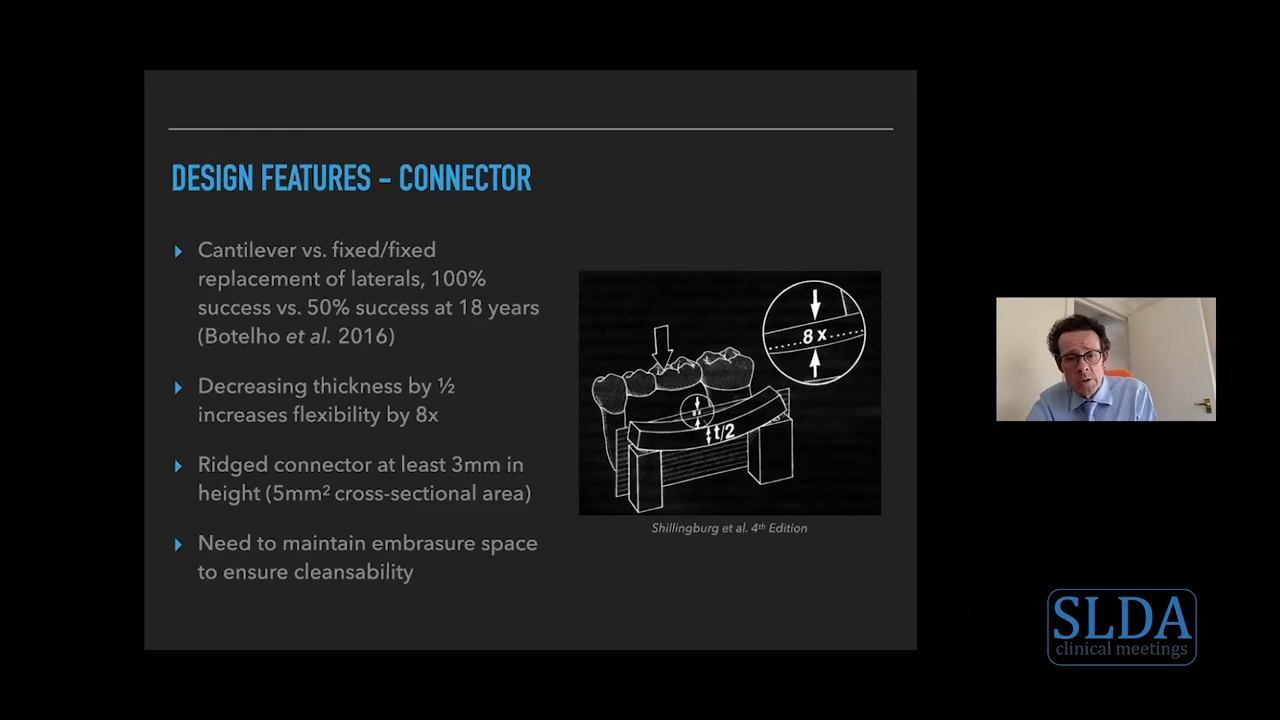 DESIGN FEATURES - CONNECTOR
Cantilever vs. fixed/fixed
replacement of laterals, 100%
success vs. 50% success at 18 years
(Botelho et al. 2016)
Decreasing thickness by ½
increases flexibility by 8x
Ridged connector at least 3mm in
height (5mm² cross-sectional area)
Need to maintain embrasure space
to ensure cleansability
8x
t/2
Shillingburg et al. 4th Edition
SLDA
clinical meetings